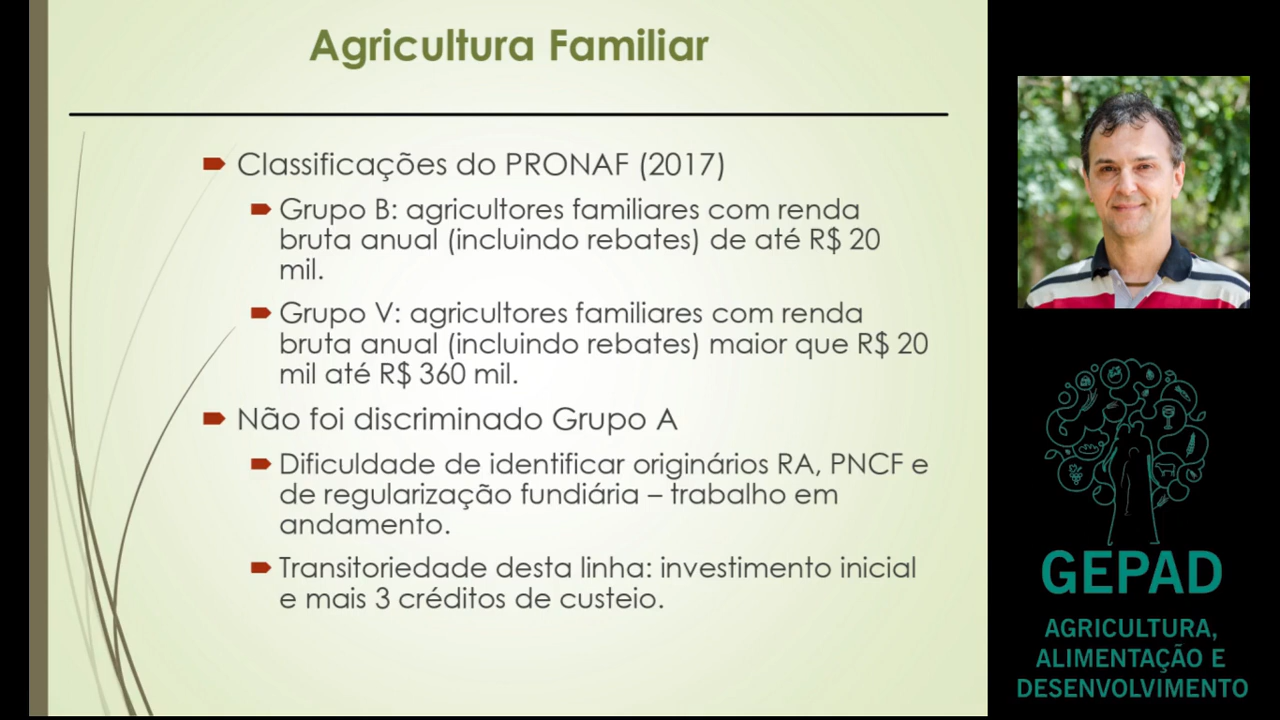 Agricultura Familiar
Classificações do PRONAF (2017)
Grupo B: agricultores familiares com renda
bruta anual (incluindo rebates) de até R$ 20
mil.
Grupo V: agricultores familiares com renda
bruta anual (incluindo rebates) maior que R$ 20
mil até R$ 360 mil.
Não foi discriminado Grupo A
Dificuldade de identificar originários RA, PNCF e
de regularização fundiária – trabalho em
andamento.
Transitoriedade desta linha: investimento inicial
e mais 3 créditos de custeio.
GEPAD
AGRICULTURA,
ALIMENTAÇÃO E
DESENVOLVIMENTO